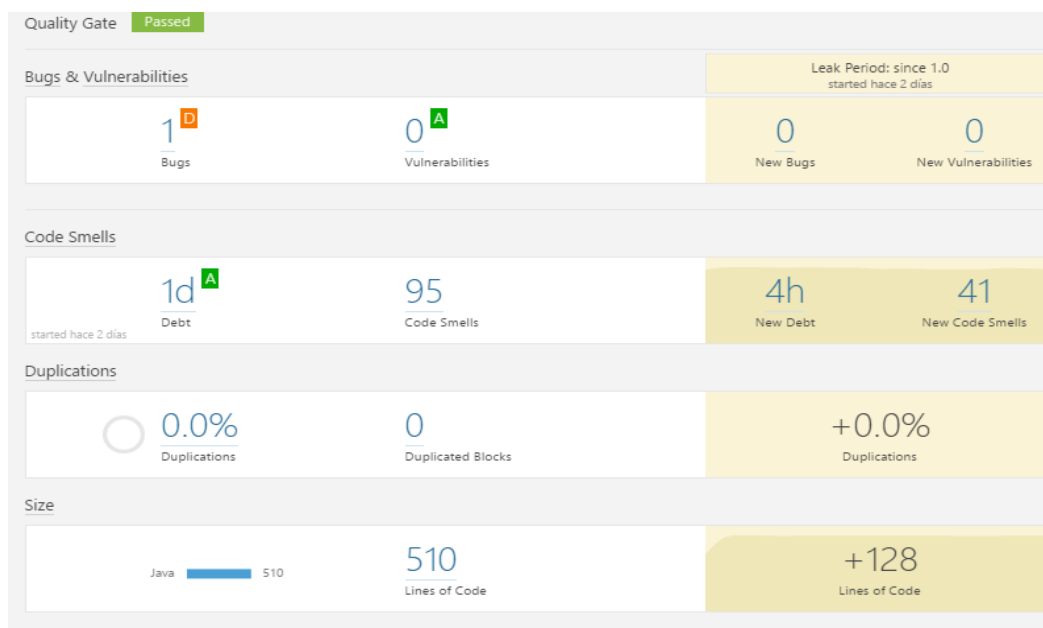 Quality Gate Passed
Bugs & Vulnerabilities
Leak Period: since 1.0
started hace 2 días
1 D
Bugs
0 A
Vulnerabilities
0
New Bugs
0
New Vulnerabilities
Code Smells
1d A
Debt
started hace 2 días
95
Code Smells
4h
New Debt
41
New Code Smells
Duplications
0.0%
Duplications
0
Duplicated Blocks
+0.0%
Duplications
Size
Java 510
510
Lines of Code
+128
Lines of Code